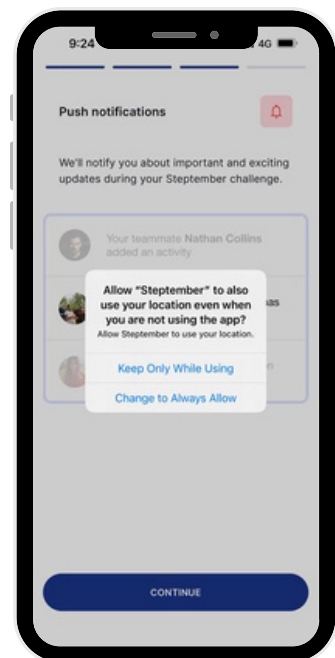 9:24
4G
Push notifications
We'll notify you about important and exciting
updates during your Steptember challenge.
Your teammate Nathan Collins
added an activity
Allow “Steptember” to also
use your location even when
you are not using the app?
Allow Steptember to use your location.
Keep Only While Using
Change to Always Allow
CONTINUE